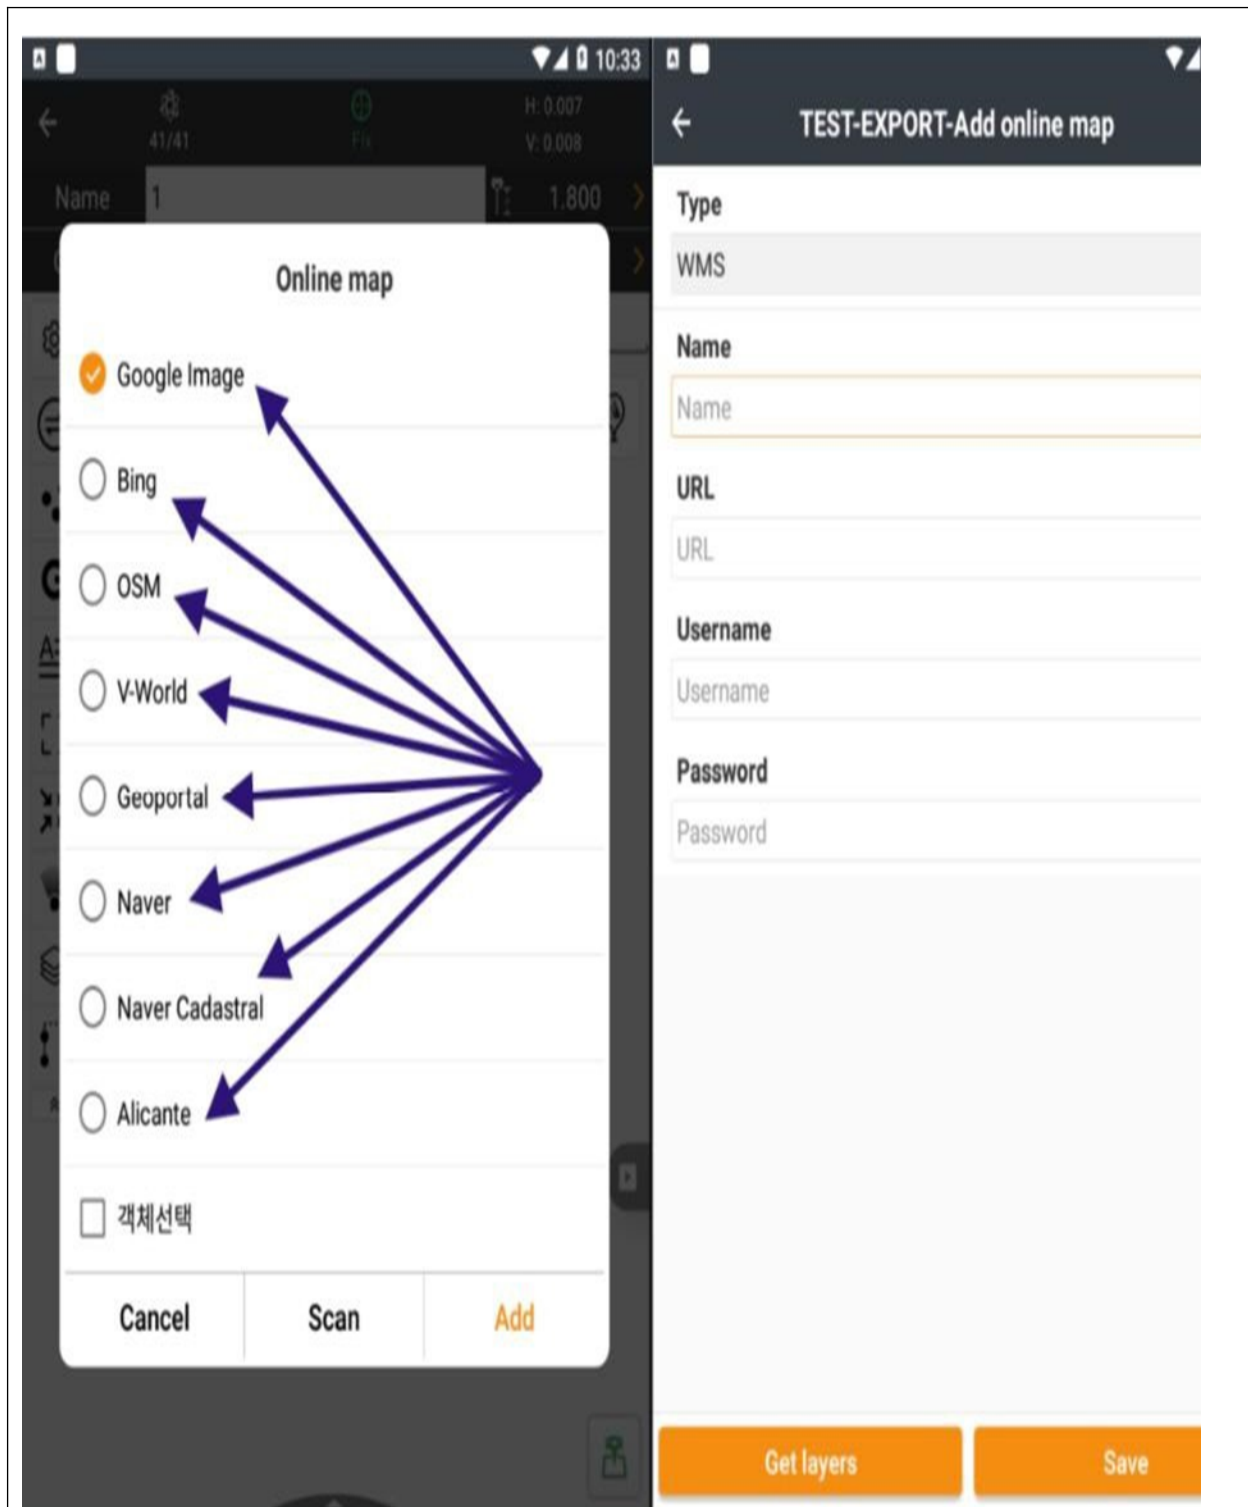 10:33
41/41
Fix
H: 0.007
V: 0.008
Name 1 1.800
Online map
Google Image
Bing
OSM
V-World
Geoportal
Naver
Naver Cadastral
Alicante
객체선택
Cancel Scan Add
TEST-EXPORT-Add online map
Type
WMS
Name
Name
URL
URL
Username
Username
Password
Password
Get layers Save